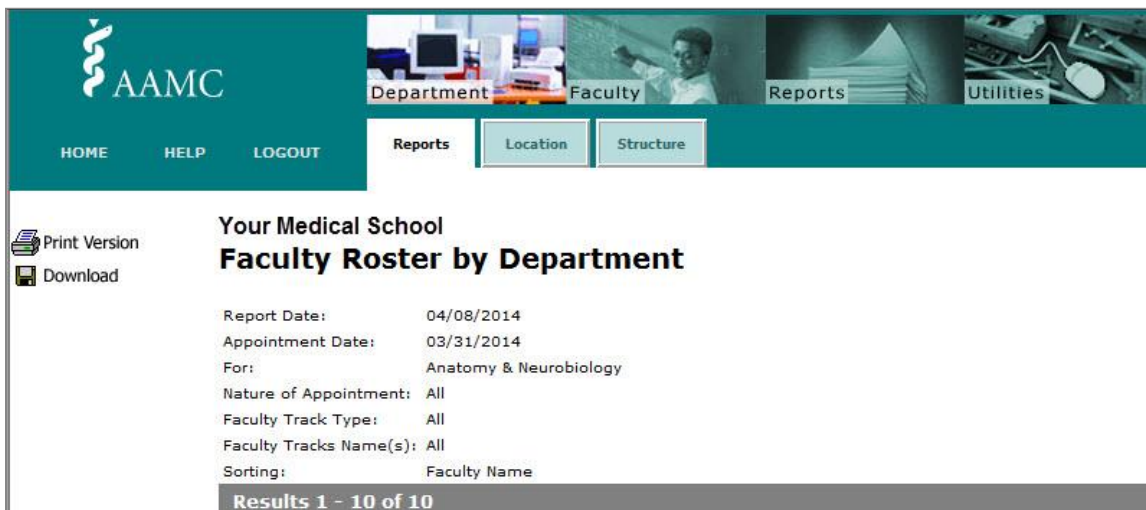 AAMC
Department Faculty Reports Utilities
HOME HELP LOGOUT
Reports Location Structure
Print Version
Download
Your Medical School
Faculty Roster by Department
Report Date: 04/08/2014
Appointment Date: 03/31/2014
For: Anatomy & Neurobiology
Nature of Appointment: All
Faculty Track Type: All
Faculty Tracks Name(s): All
Sorting: Faculty Name
Results 1 - 10 of 10